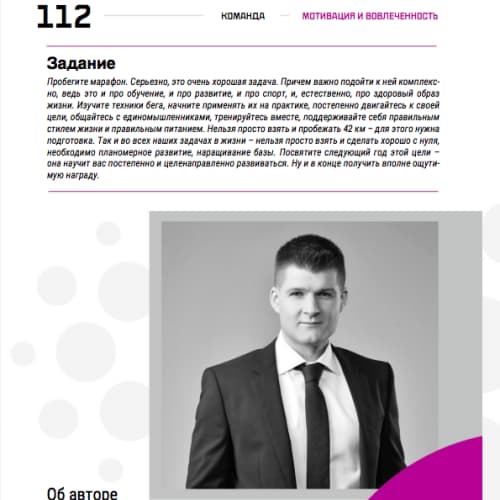 112
КОМАНДА
МОТИВАЦИЯ И ВОВЛЕЧЕННОСТЬ
Задание
Пробегите марафон. Серьезно, это очень хорошая задача. Причем важно подойти к ней комплекс-
но, ведь это и про обучение, и про развитие, и про спорт, и, естественно, про здоровый образ
жизни. Изучите техники бега, начните применять их на практике, постепенно двигайтесь к своей
цели, общайтесь с единомышленниками, тренируйтесь вместе, поддерживайте себя правильным
стилем жизни и правильным питанием. Нельзя просто взять и пробежать 42 км – для этого нужна
подготовка. Так и во всех наших задачах в жизни – нельзя просто взять и сделать хорошо с нуля,
необходимо планомерное развитие, наращивание базы. Посвятите следующий год этой цели –
она научит вас постепенно и целенаправленно развиваться. Ну и в конце получить вполне ощути-
мую награду.
Об авторе